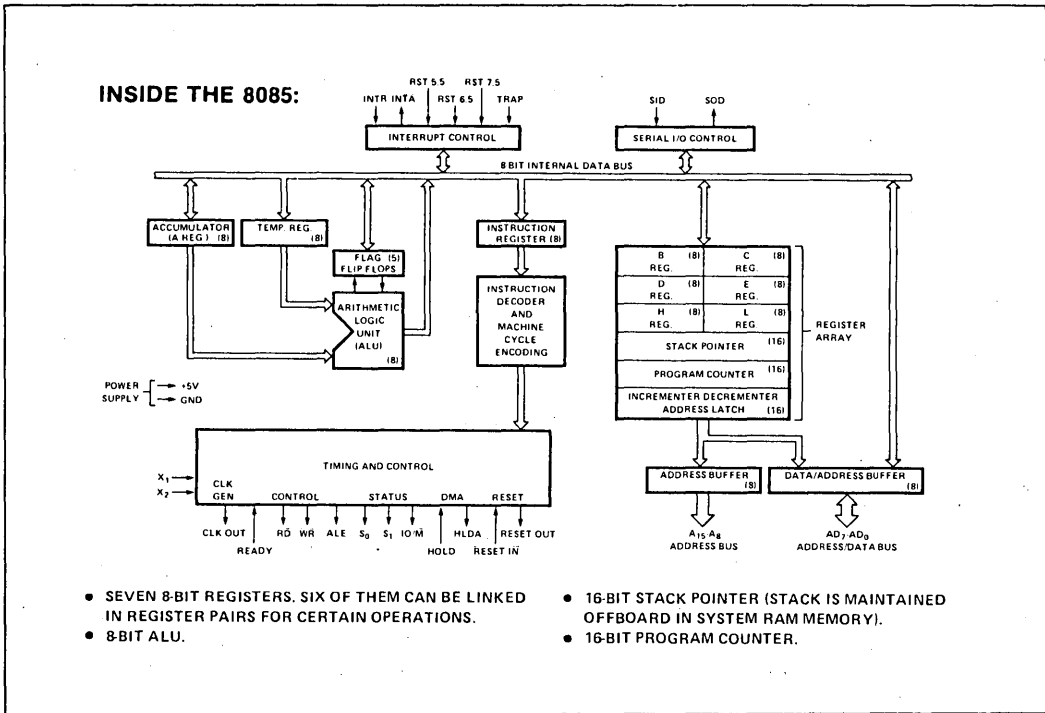 INSIDE THE 8085:
RST 5.5 RST 7.5
INTR INTA RST 6.5 TRAP
SID SOD
INTERRUPT CONTROL
SERIAL I/O CONTROL
8 BIT INTERNAL DATA BUS
ACCUMULATOR
(A REG) (8)
TEMP. REG.
(8)
FLAG (5)
FLIP FLOPS
ARITHMETIC
LOGIC
UNIT
(ALU)
(8)
INSTRUCTION
REGISTER (8)
INSTRUCTION
DECODER
AND
MACHINE
CYCLE
ENCODING
B (8) C (8)
REG. REG.
D (8) E (8)
REG. REG.
H (8) L (8)
REG. REG.
STACK POINTER (16)
PROGRAM COUNTER (16)
INCREMENTER DECREMENTER
ADDRESS LATCH (16)
REGISTER
ARRAY
POWER
SUPPLY
+5V
GND
X₁
X₂
TIMING AND CONTROL
CLK
GEN CONTROL STATUS DMA RESET
CLK OUT RD WR ALE S₀ S₁ IO/M HLDA RESET OUT
READY HOLD RESET IN
ADDRESS BUFFER
(8)
DATA/ADDRESS BUFFER
(8)
A₁₅-A₈
ADDRESS BUS
AD₇-AD₀
ADDRESS/DATA BUS
• SEVEN 8-BIT REGISTERS. SIX OF THEM CAN BE LINKED
IN REGISTER PAIRS FOR CERTAIN OPERATIONS.
• 8-BIT ALU.
• 16-BIT STACK POINTER (STACK IS MAINTAINED
OFFBOARD IN SYSTEM RAM MEMORY).
• 16-BIT PROGRAM COUNTER.